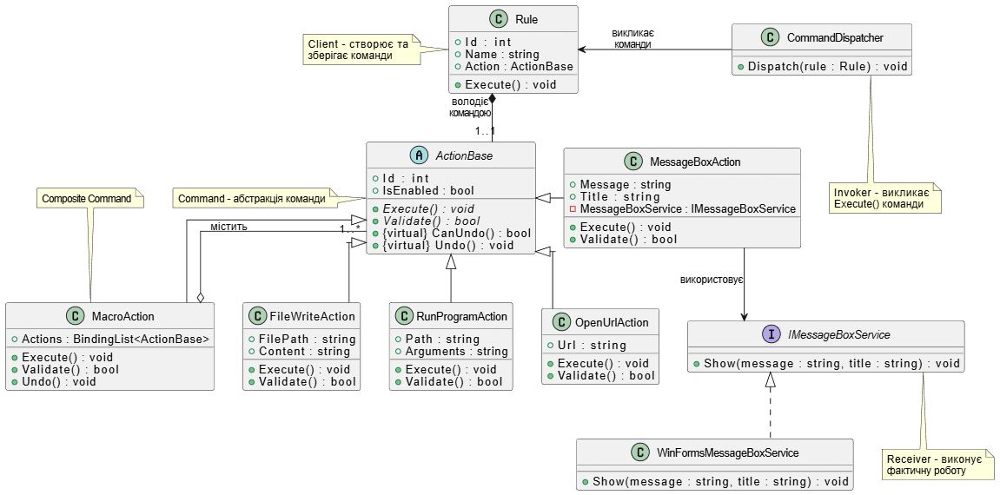 C Rule
Id : int
Name : string
Action : ActionBase
Execute() : void
Client - створює та
зберігає команди
викликає
команди
C CommandDispatcher
Dispatch(rule : Rule) : void
володіє
командою
1..1
A ActionBase
Id : int
IsEnabled : bool
Execute() : void
Validate() : bool
{virtual} CanUndo() : bool
{virtual} Undo() : void
C MessageBoxAction
Message : string
Title : string
MessageBoxService : IMessageBoxService
Execute() : void
Validate() : bool
Invoker - викликає
Execute() команди
Composite Command
Command - абстракція команди
містить
1..*
використовує
C MacroAction
Actions : BindingList<ActionBase>
Execute() : void
Validate() : bool
Undo() : void
C FileWriteAction
FilePath : string
Content : string
Execute() : void
Validate() : bool
C RunProgramAction
Path : string
Arguments : string
Execute() : void
Validate() : bool
C OpenUrlAction
Url : string
Execute() : void
Validate() : bool
I IMessageBoxService
Show(message : string, title : string) : void
C WinFormsMessageBoxService
Show(message : string, title : string) : void
Receiver - виконує
фактичну роботу